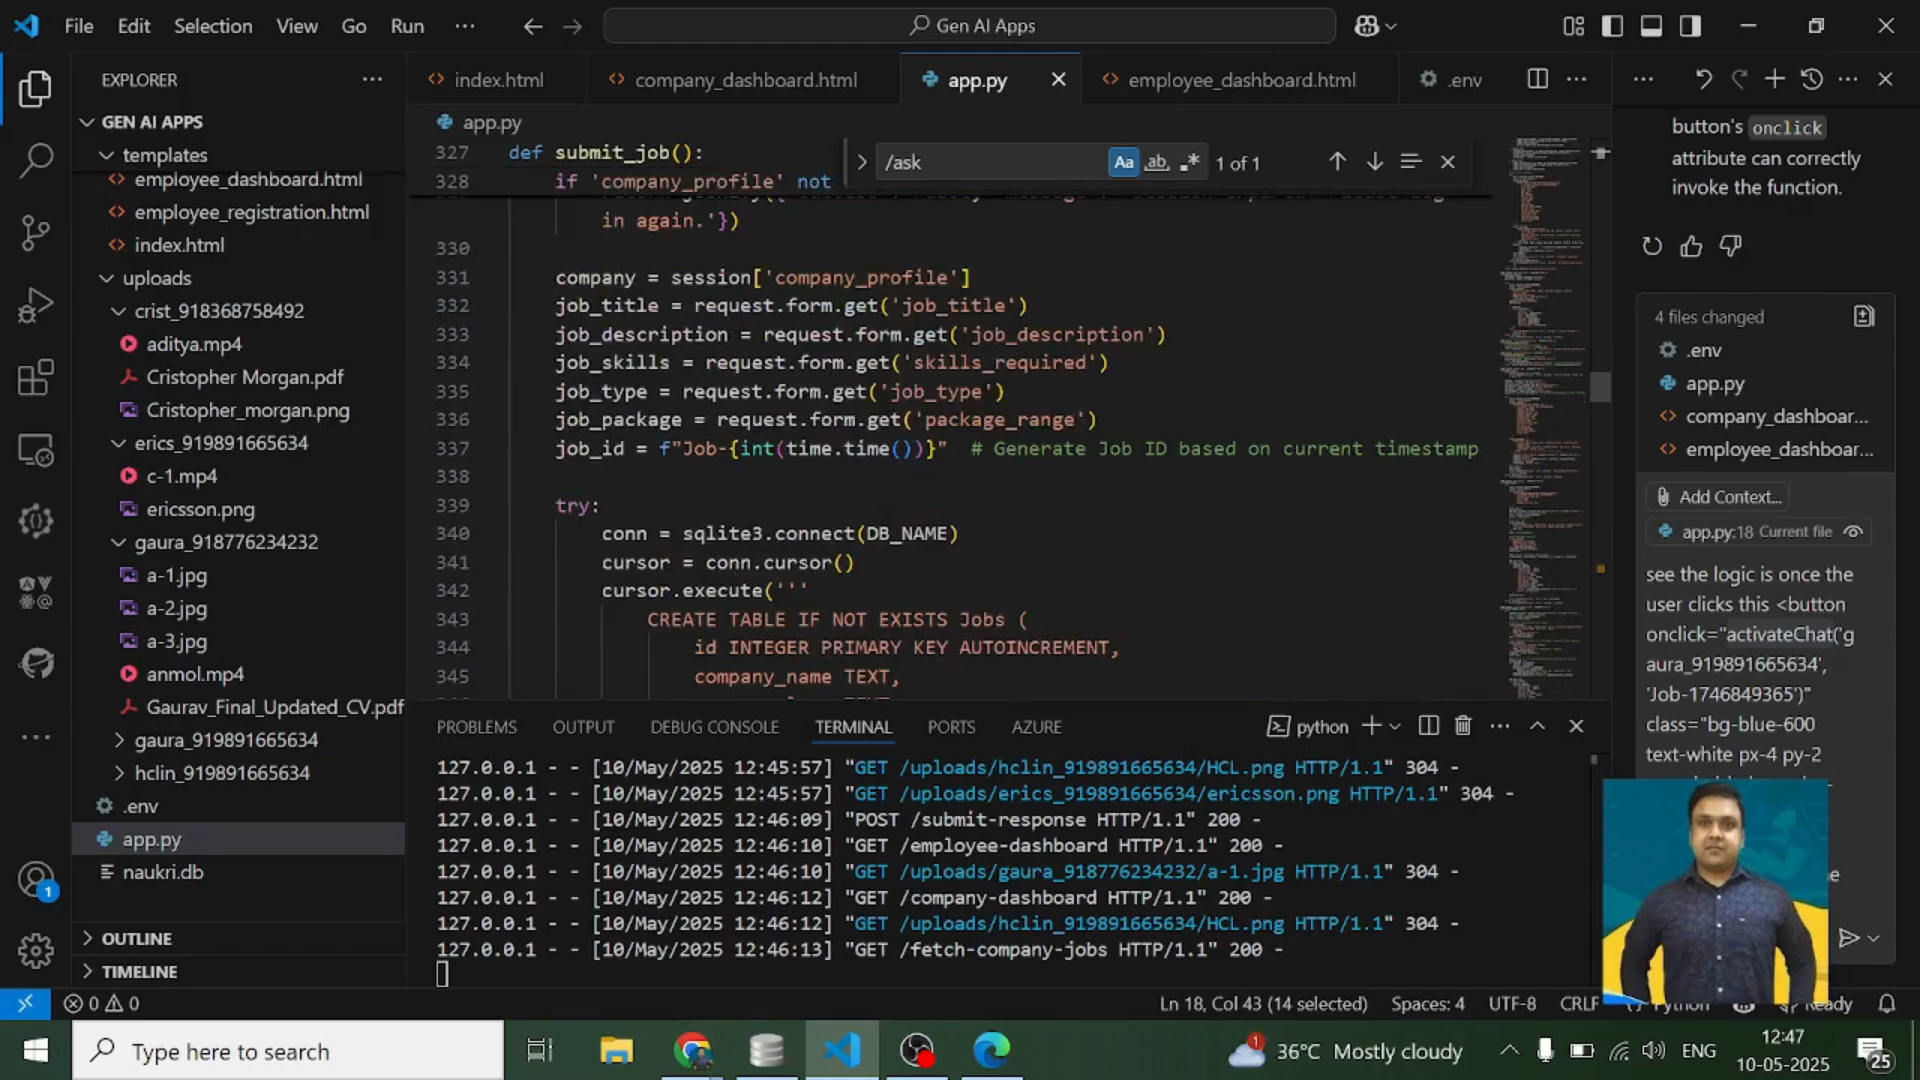 File Edit Selection View Go Run ··· Gen AI Apps
EXPLORER
GEN AI APPS
templates
employee_dashboard.html
employee_registration.html
index.html
uploads
crist_918368758492
aditya.mp4
Cristopher Morgan.pdf
Cristopher_morgan.png
erics_919891665634
c-1.mp4
ericsson.png
gaura_918776234232
a-1.jpg
a-2.jpg
a-3.jpg
anmol.mp4
Gaurav_Final_Updated_CV.pdf
gaura_919891665634
hclin_919891665634
.env
app.py
naukri.db
OUTLINE
TIMELINE
index.html company_dashboard.html app.py employee_dashboard.html .env
app.py
/ask Aa ab 1 of 1
327 def submit_job():
328 if 'company_profile' not
in again.'})
330
331 company = session['company_profile']
332 job_title = request.form.get('job_title')
333 job_description = request.form.get('job_description')
334 job_skills = request.form.get('skills_required')
335 job_type = request.form.get('job_type')
336 job_package = request.form.get('package_range')
337 job_id = f"Job-{int(time.time())}" # Generate Job ID based on current timestamp
338
339 try:
340 conn = sqlite3.connect(DB_NAME)
341 cursor = conn.cursor()
342 cursor.execute('''
343 CREATE TABLE IF NOT EXISTS Jobs (
344 id INTEGER PRIMARY KEY AUTOINCREMENT,
345 company_name TEXT,
PROBLEMS OUTPUT DEBUG CONSOLE TERMINAL PORTS AZURE python
127.0.0.1 - - [10/May/2025 12:45:57] "GET /uploads/hclin_919891665634/HCL.png HTTP/1.1" 304 -
127.0.0.1 - - [10/May/2025 12:45:57] "GET /uploads/erics_919891665634/ericsson.png HTTP/1.1" 304 -
127.0.0.1 - - [10/May/2025 12:46:09] "POST /submit-response HTTP/1.1" 200 -
127.0.0.1 - - [10/May/2025 12:46:10] "GET /employee-dashboard HTTP/1.1" 200 -
127.0.0.1 - - [10/May/2025 12:46:10] "GET /uploads/gaura_918776234232/a-1.jpg HTTP/1.1" 304 -
127.0.0.1 - - [10/May/2025 12:46:12] "GET /company-dashboard HTTP/1.1" 200 -
127.0.0.1 - - [10/May/2025 12:46:12] "GET /uploads/hclin_919891665634/HCL.png HTTP/1.1" 304 -
127.0.0.1 - - [10/May/2025 12:46:13] "GET /fetch-company-jobs HTTP/1.1" 200 -
button's onclick
attribute can correctly
invoke the function.
4 files changed
.env
app.py
company_dashboar...
employee_dashboar...
Add Context...
app.py:18 Current file
see the logic is once the
user clicks this <button
onclick="activateChat('g
aura_919891665634',
'Job-1746849365')"
class="bg-blue-600
text-white px-4 py-2
0 0 Ln 18, Col 43 (14 selected) Spaces: 4 UTF-8 CRLF Python Ready
1
Type here to search
1 36°C Mostly cloudy ENG 12:47
10-05-2025 25